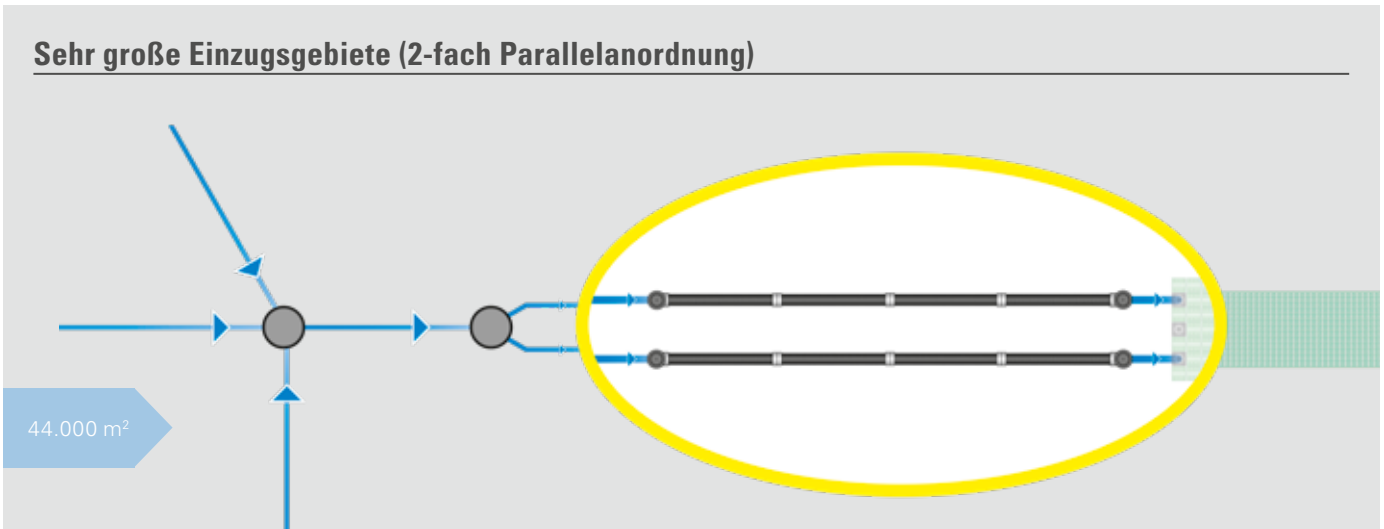 Sehr große Einzugsgebiete (2-fach Parallelanordnung)
44.000 m²